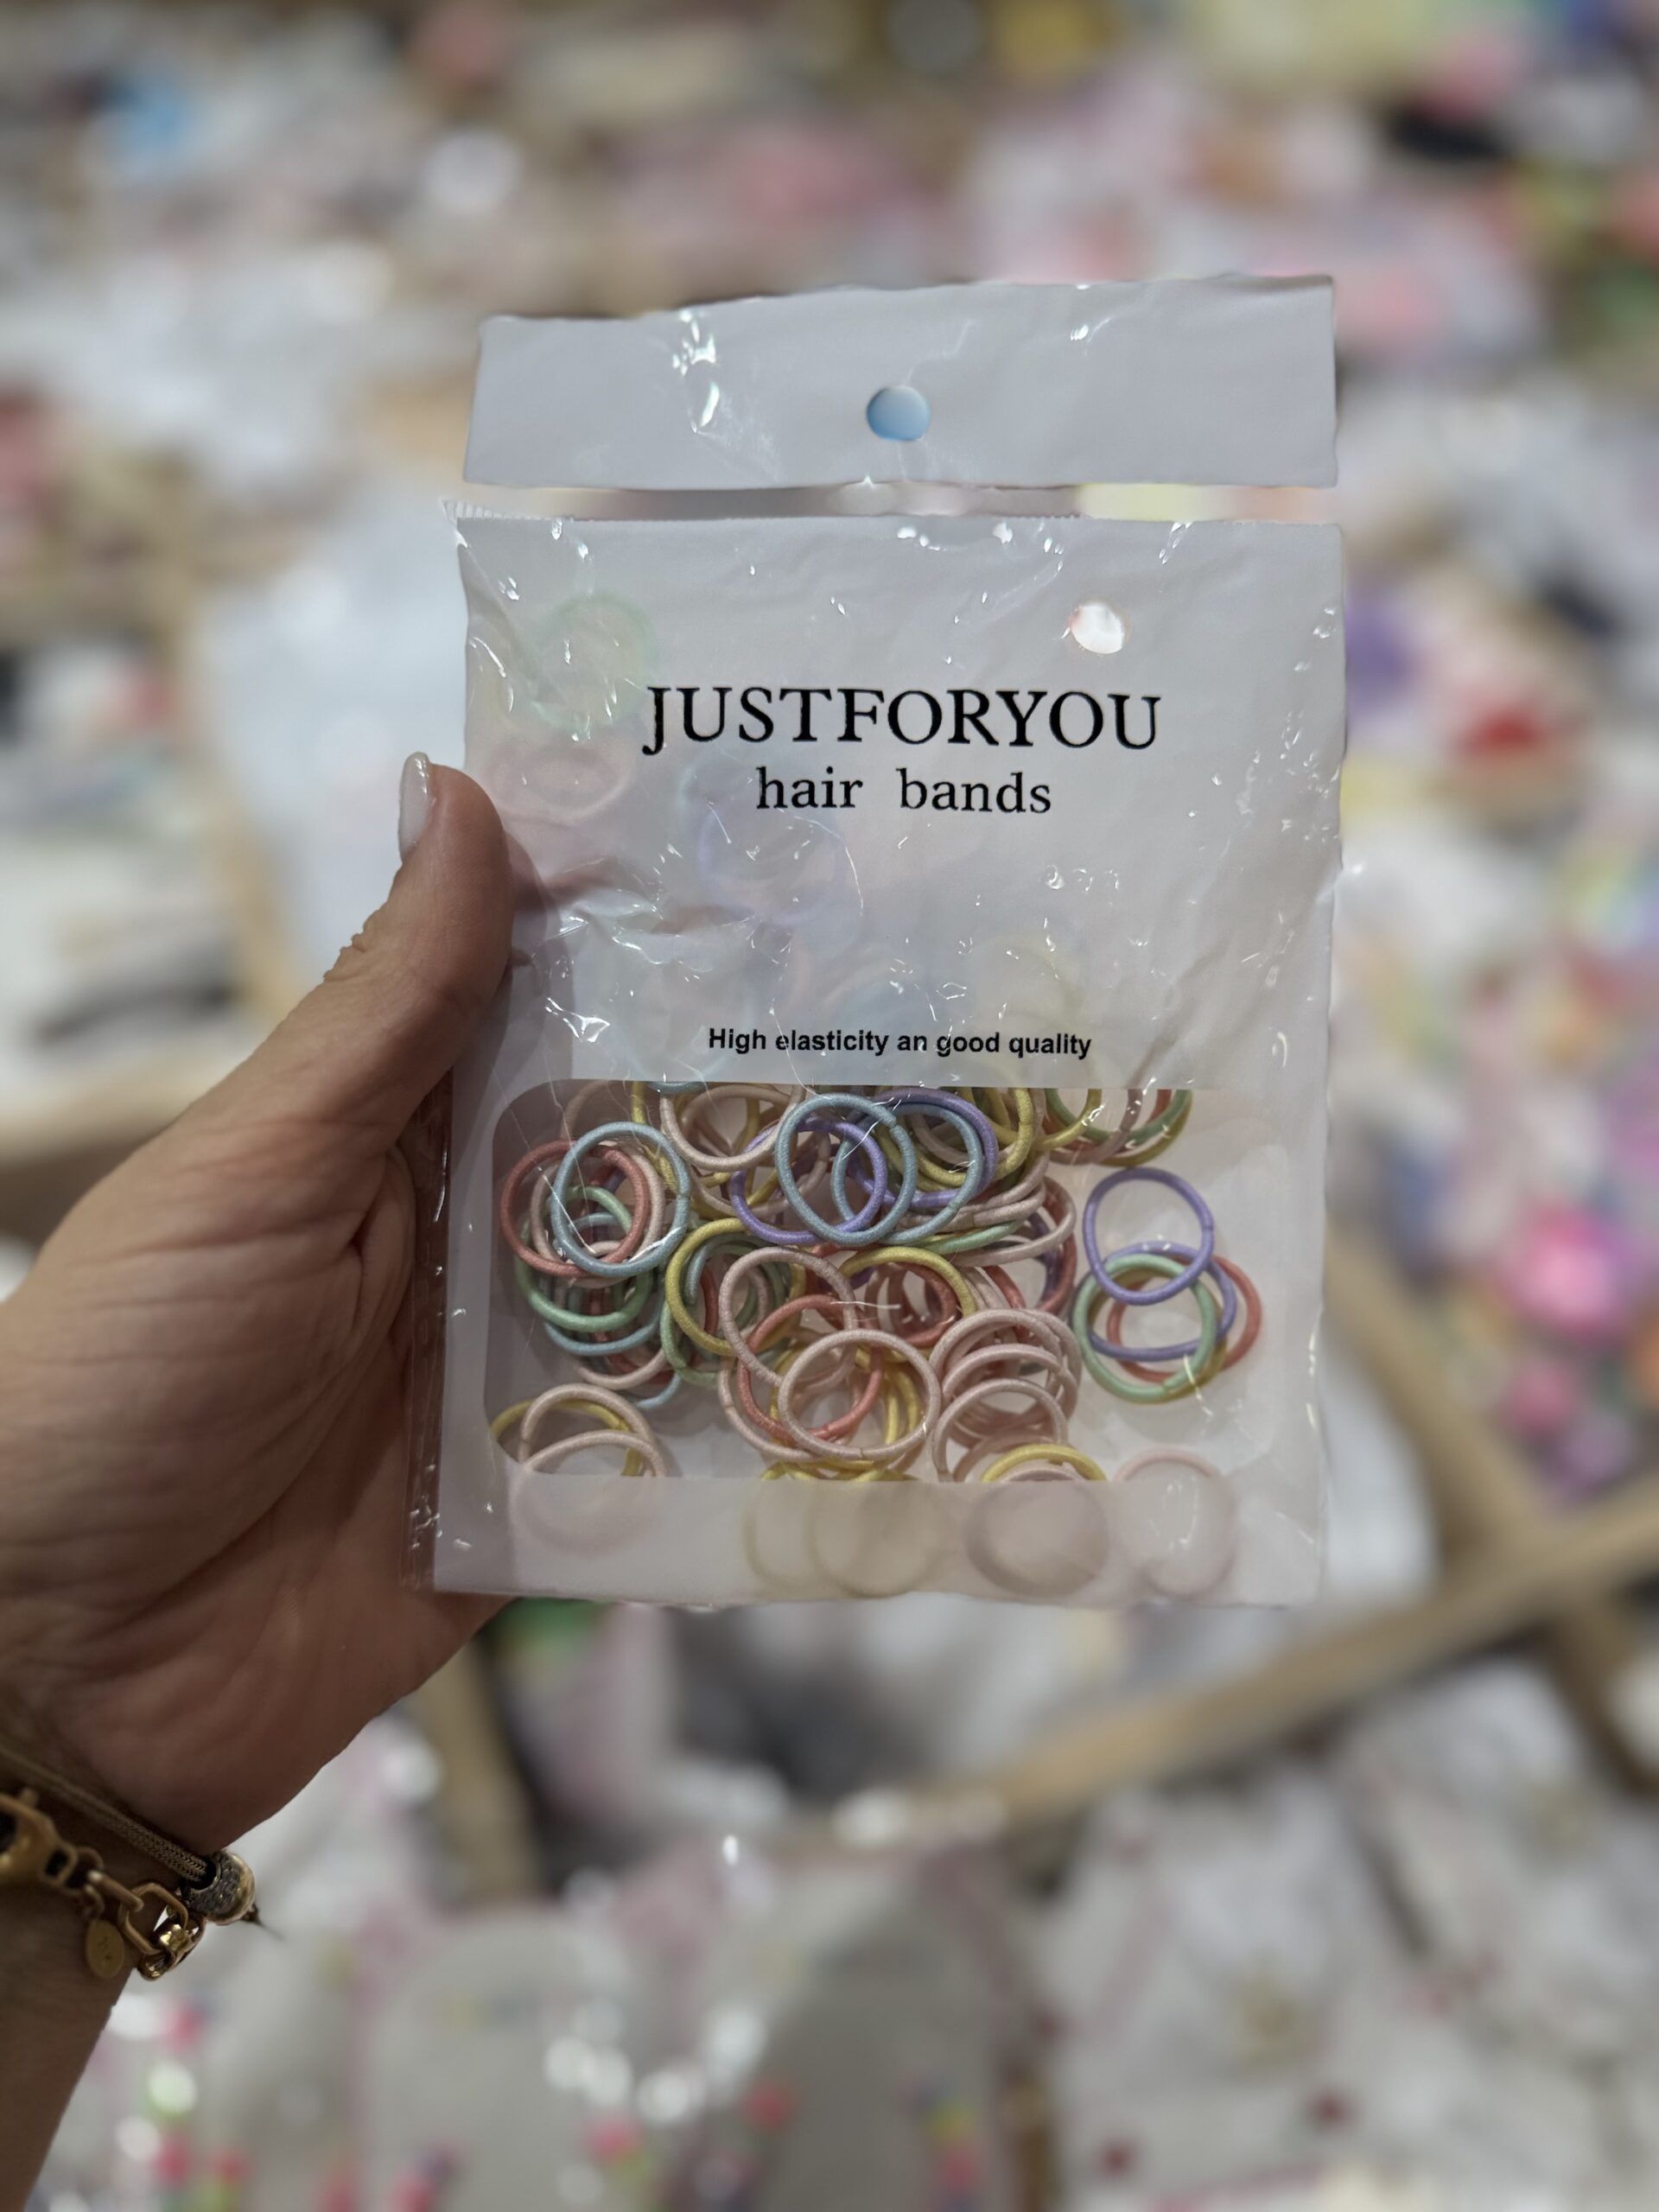 JUSTFORYOU
hair bands
High elasticity an good quality